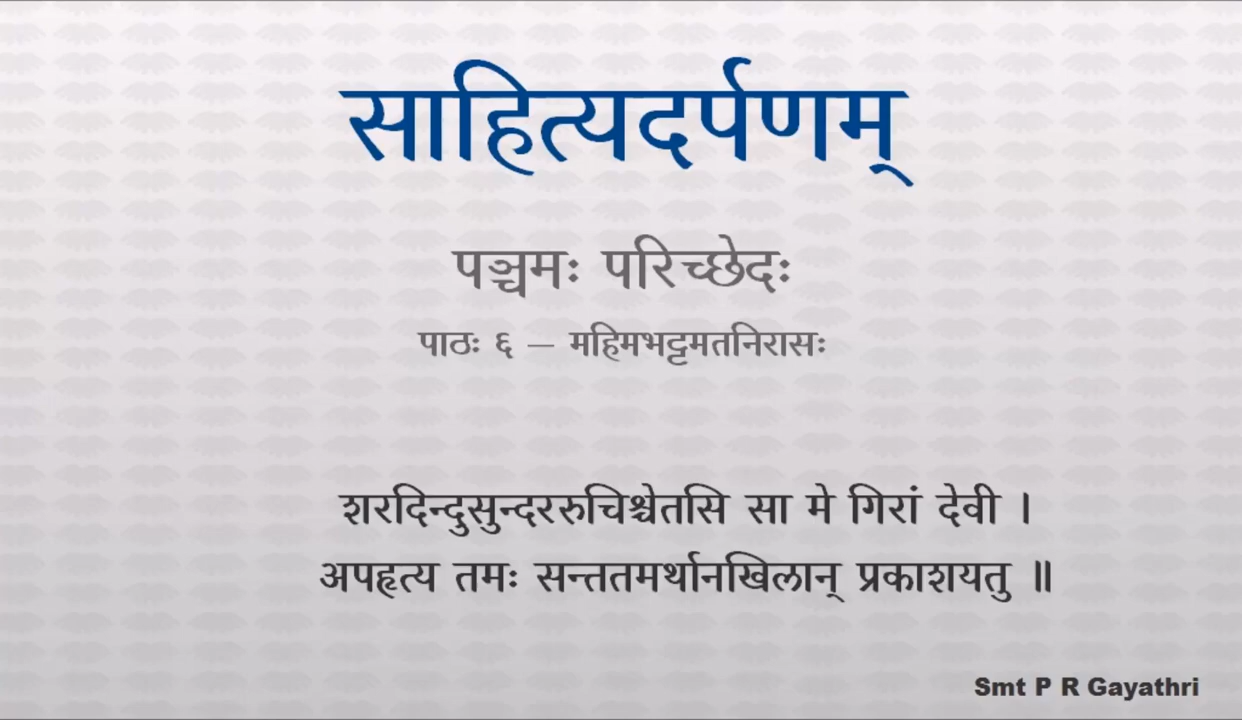 साहित्यदर्पणम्
पञ्चमः परिच्छेदः
पाठः ६ – महिमभट्टमतनिरासः
शरदिन्दुसुन्दररुचिश्चेतसि सा मे गिरां देवी ।
अपहृत्य तमः सन्ततमर्थानखिलान् प्रकाशयतु ॥
Smt P R Gayathri